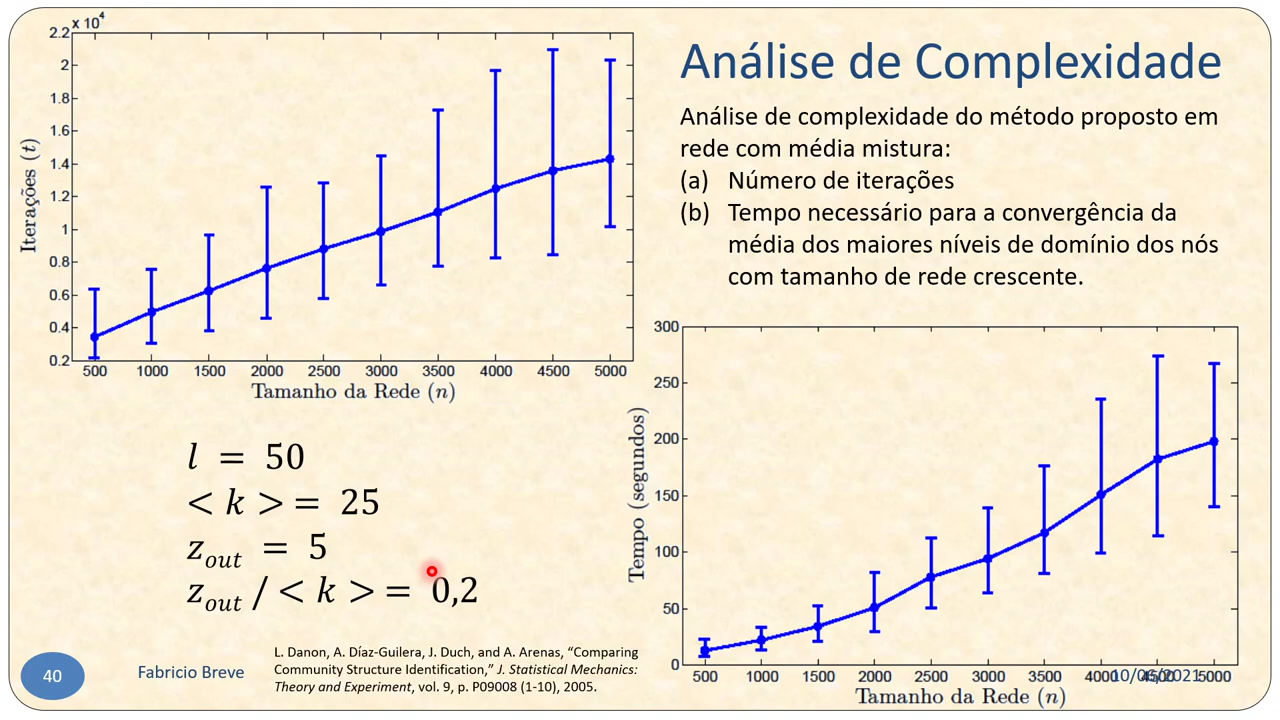 Análise de Complexidade
Análise de complexidade do método proposto em
rede com média mistura:
(a) Número de iterações
(b) Tempo necessário para a convergência da
média dos maiores níveis de domínio dos nós
com tamanho de rede crescente.
x 10⁴
2.2
2
1.8
1.6
1.4
1.2
1
0.8
0.6
0.4
0.2
Iterações (t)
500 1000 1500 2000 2500 3000 3500 4000 4500 5000
Tamanho da Rede (n)
l = 50
< k > = 25
z_out = 5
z_out / < k > = 0,2
300
250
200
150
100
50
0
Tempo (segundos)
500 1000 1500 2000 2500 3000 3500 4000 4500 5000
Tamanho da Rede (n)
40
Fabricio Breve
L. Danon, A. Díaz-Guilera, J. Duch, and A. Arenas, “Comparing
Community Structure Identification,” J. Statistical Mechanics:
Theory and Experiment, vol. 9, p. P09008 (1-10), 2005.